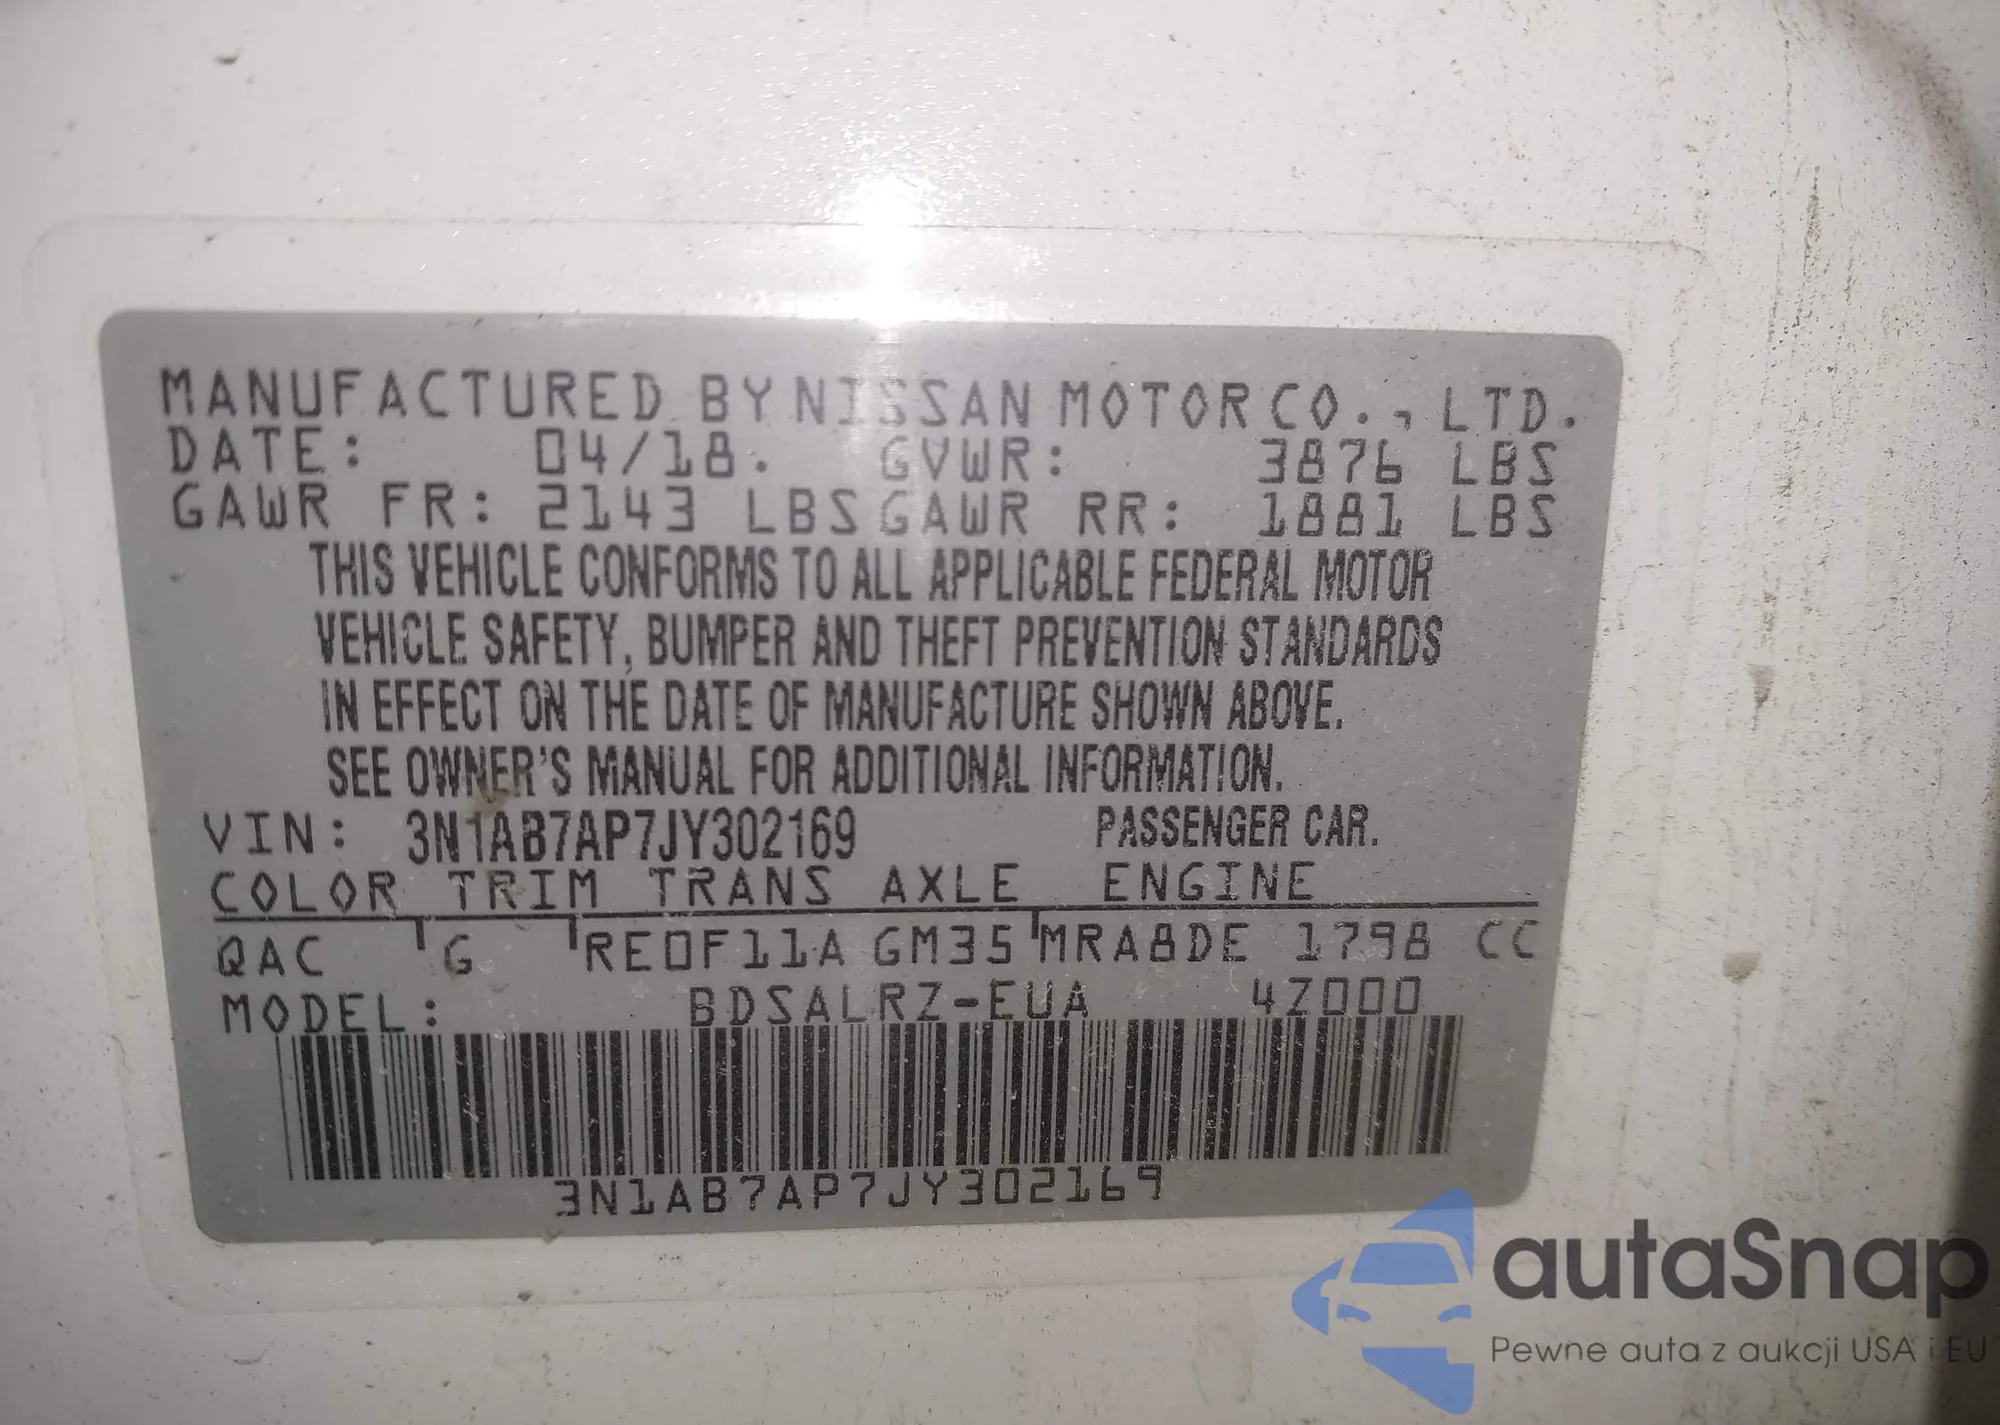 MANUFACTURED BY NISSAN MOTOR CO., LTD.
DATE: 04/18. GVWR: 3876 LBS
GAWR FR: 2143 LBS GAWR RR: 1881 LBS
THIS VEHICLE CONFORMS TO ALL APPLICABLE FEDERAL MOTOR
VEHICLE SAFETY, BUMPER AND THEFT PREVENTION STANDARDS
IN EFFECT ON THE DATE OF MANUFACTURE SHOWN ABOVE.
SEE OWNER'S MANUAL FOR ADDITIONAL INFORMATION.
VIN: 3N1AB7AP7JY302169 PASSENGER CAR.
COLOR TRIM TRANS AXLE ENGINE
QAC G RE0F11A GM35 MRA8DE 1798 CC
MODEL: BDSALRZ-EUA 4Z000
3N1AB7AP7JY302169
autaSnap
Pewne auta z aukcji USA i EU